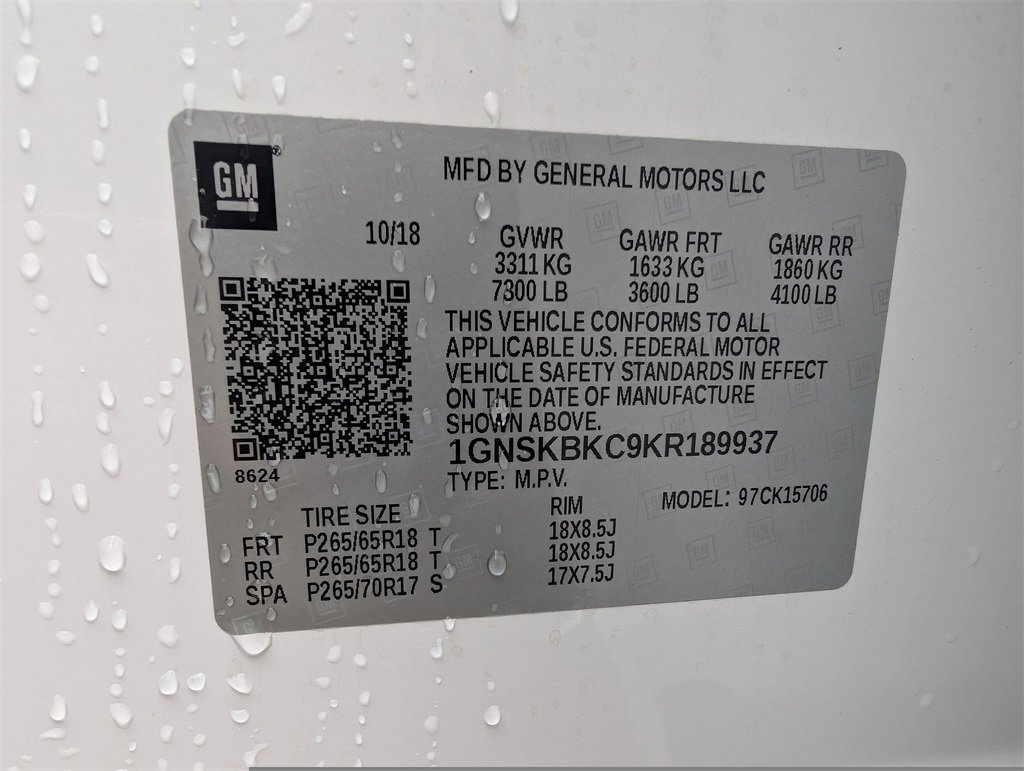 GM
MFD BY GENERAL MOTORS LLC
10/18 GVWR GAWR FRT GAWR RR
3311 KG 1633 KG 1860 KG
7300 LB 3600 LB 4100 LB
THIS VEHICLE CONFORMS TO ALL
APPLICABLE U.S. FEDERAL MOTOR
VEHICLE SAFETY STANDARDS IN EFFECT
ON THE DATE OF MANUFACTURE
SHOWN ABOVE.
1GNSKBKC9KR189937
8624
TYPE: M.P.V. MODEL: 97CK15706
TIRE SIZE RIM
FRT P265/65R18 T 18X8.5J
RR P265/65R18 T 18X8.5J
SPA P265/70R17 S 17X7.5J